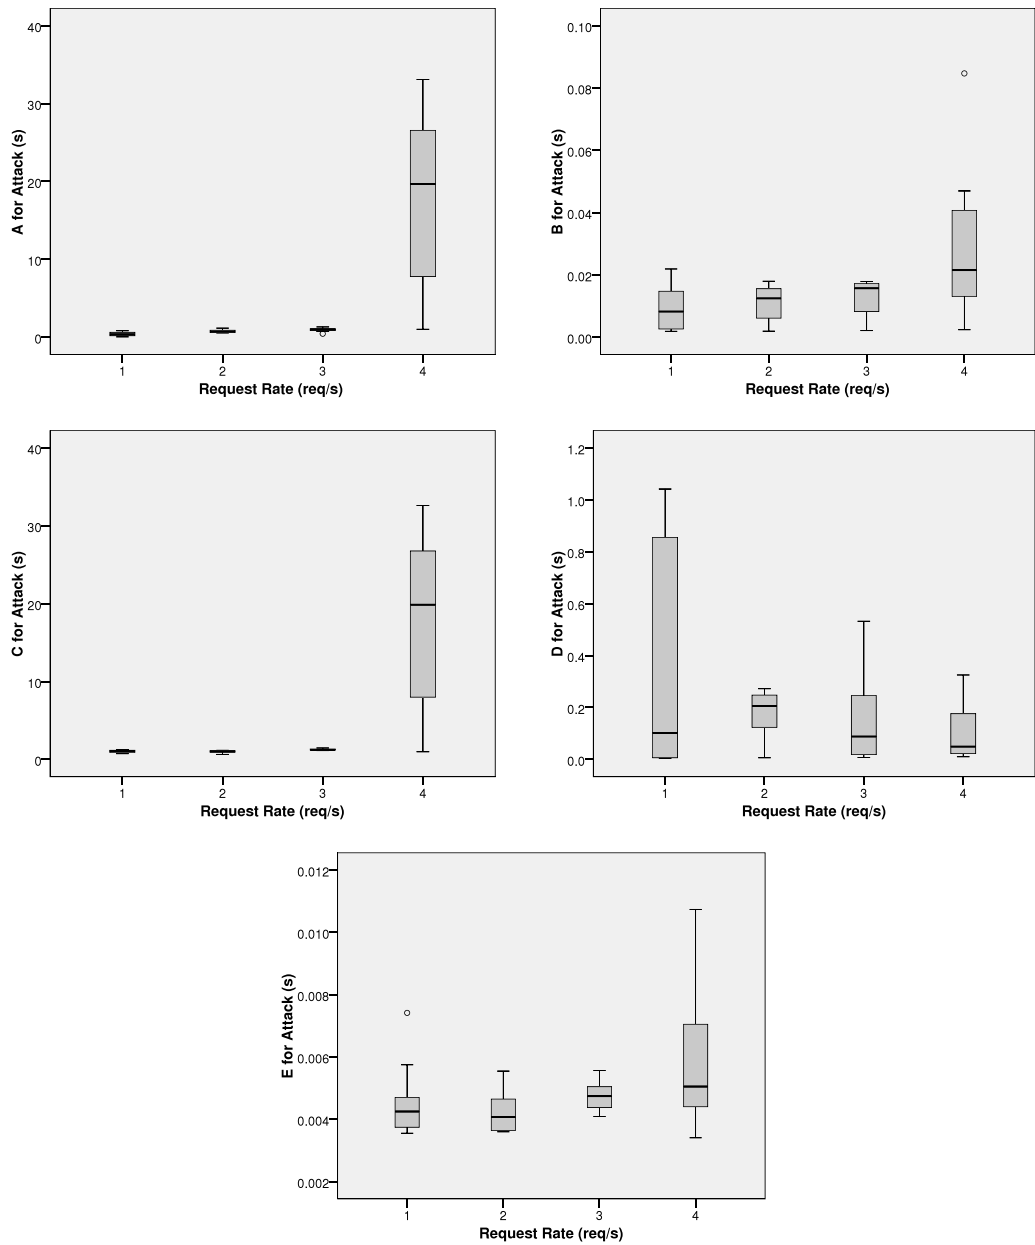 A for Attack (s)
40
30
20
10
0
1 2 3 4
Request Rate (req/s)
B for Attack (s)
0.10
0.08
0.06
0.04
0.02
0.00
1 2 3 4
Request Rate (req/s)
C for Attack (s)
40
30
20
10
0
1 2 3 4
Request Rate (req/s)
D for Attack (s)
1.2
1.0
0.8
0.6
0.4
0.2
0.0
1 2 3 4
Request Rate (req/s)
E for Attack (s)
0.012
0.010
0.008
0.006
0.004
0.002
1 2 3 4
Request Rate (req/s)